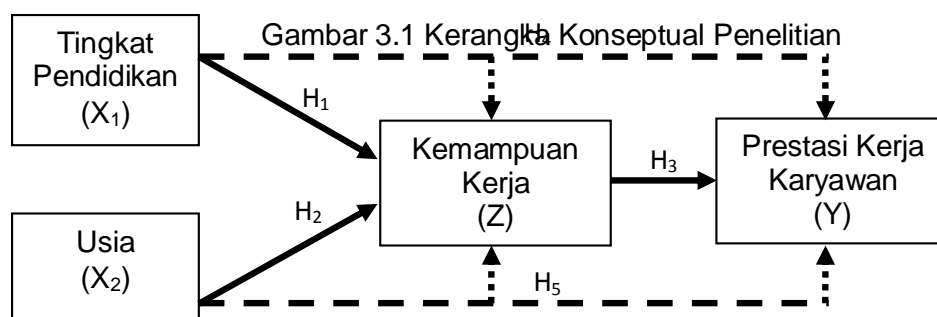 Gambar 3.1 Kerangka Konseptual Penelitian
H4
Tingkat
Pendidikan
(X1)
H1
Kemampuan
Kerja
(Z)
H3
Prestasi Kerja
Karyawan
(Y)
H2
Usia
(X2)
H5